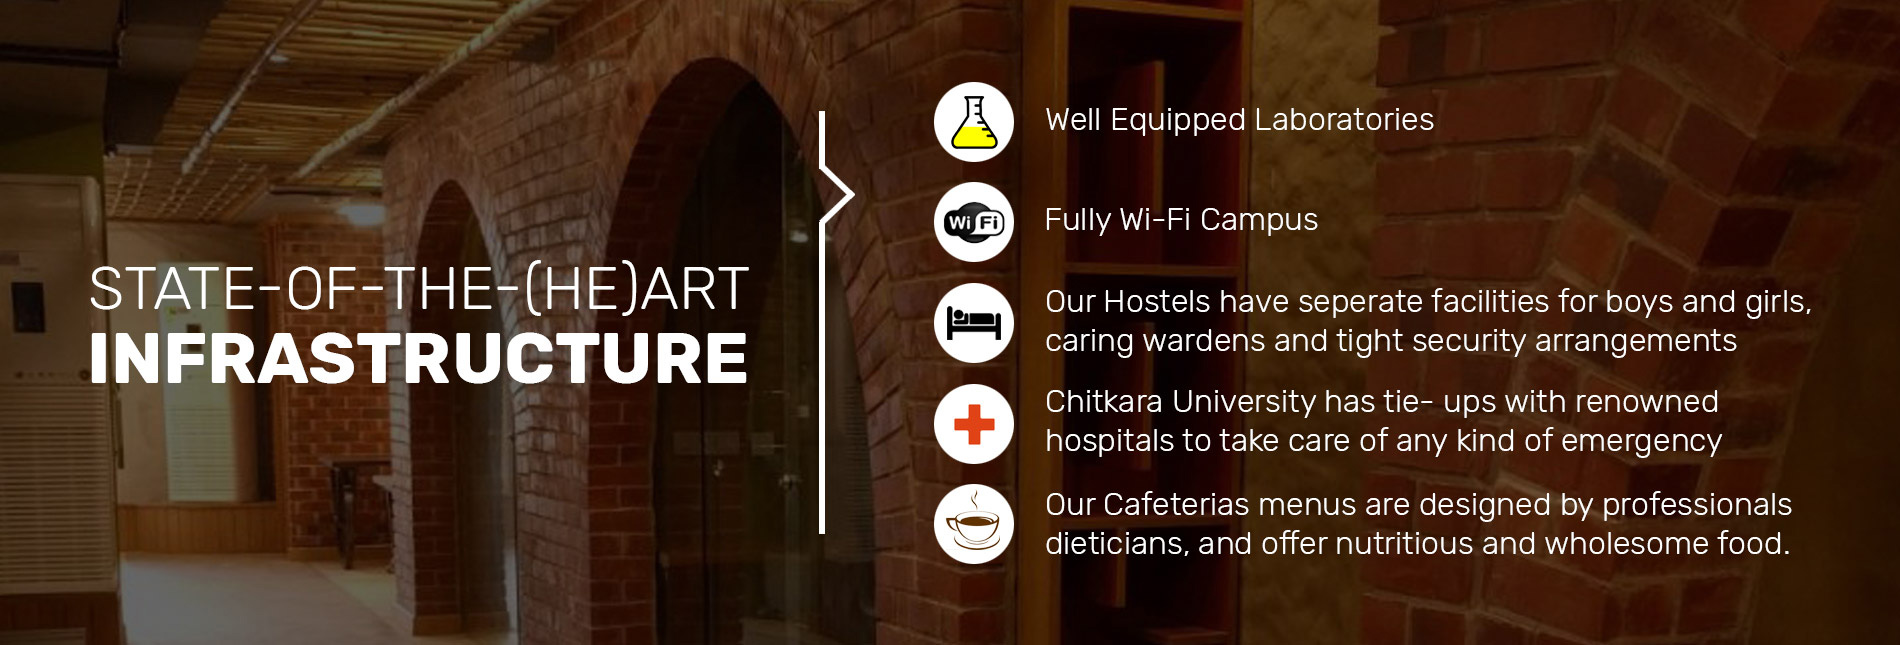 STATE-OF-THE-(HE)ART
INFRASTRUCTURE
Well Equipped Laboratories
Wi Fi
Fully Wi-Fi Campus
Our Hostels have seperate facilities for boys and girls,
caring wardens and tight security arrangements
Chitkara University has tie- ups with renowned
hospitals to take care of any kind of emergency
Our Cafeterias menus are designed by professionals
dieticians, and offer nutritious and wholesome food.